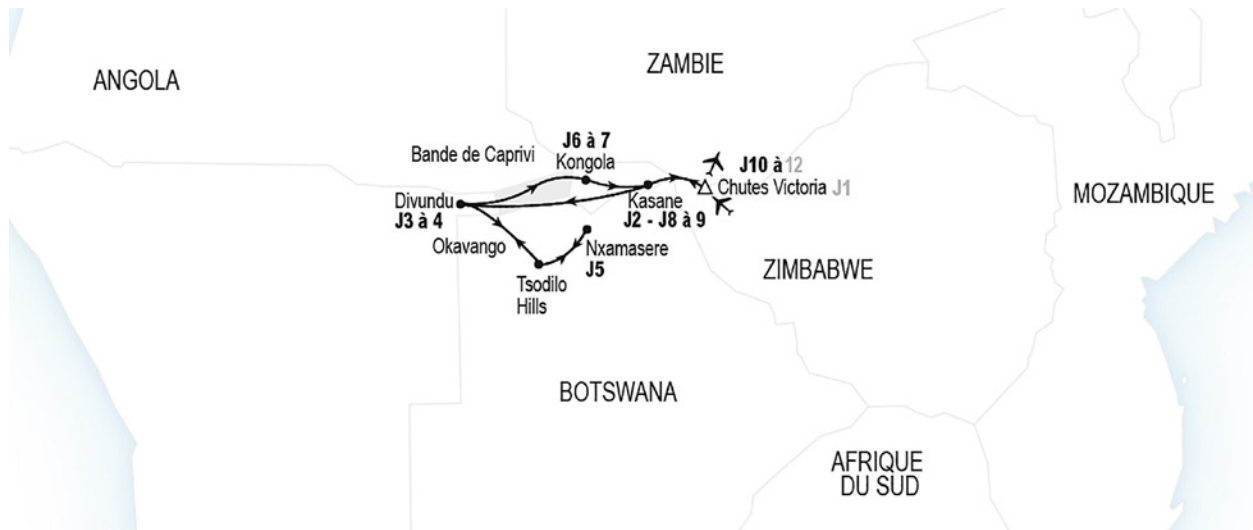 ANGOLA
ZAMBIE
J6 à 7
Kongola
Bande de Caprivi
J10 à 12
Chutes Victoria J1
MOZAMBIQUE
Divundu
J3 à 4
Kasane
J2 - J8 à 9
Okavango
Nxamasere
J5
Tsodilo
Hills
ZIMBABWE
BOTSWANA
AFRIQUE
DU SUD